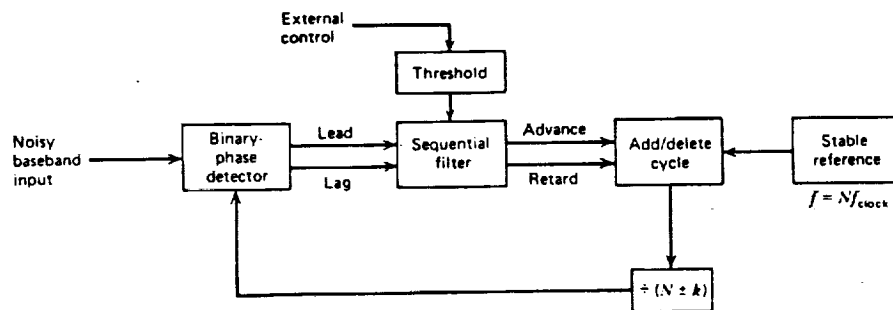 External
control
Threshold
Noisy
baseband
input
Binary-
phase
detector
Lead
Lag
Sequential
filter
Advance
Retard
Add/delete
cycle
Stable
reference
f = Nf_clock
÷ (N ± k)